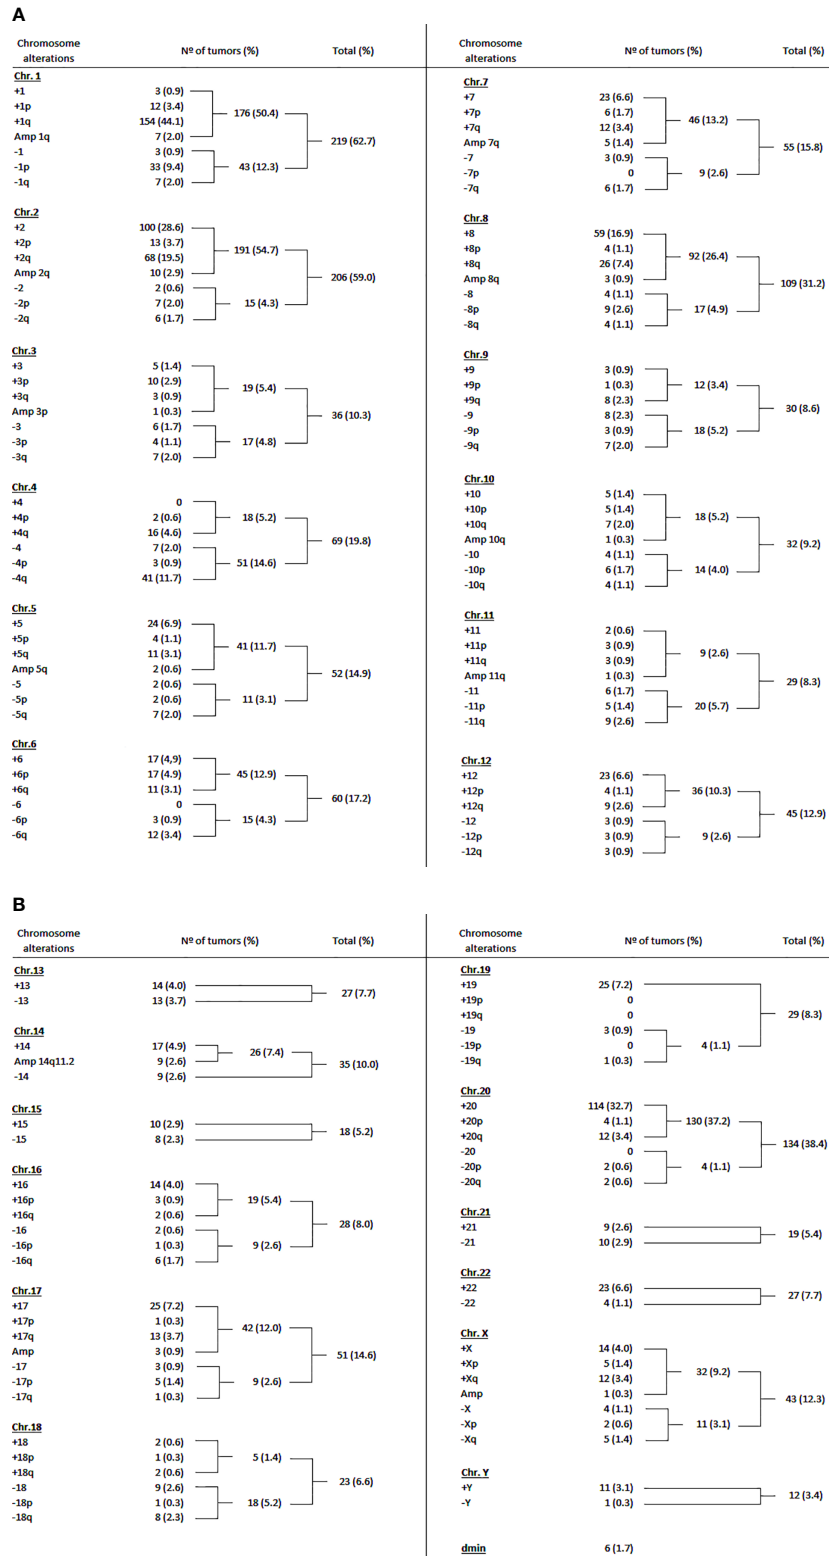 A
Chromosome alterations Nº of tumors (%) Total (%)
Chr. 1
+1 3 (0.9)
+1p 12 (3.4)
176 (50.4)
+1q 154 (44.1)
Amp 1q 7 (2.0)
219 (62.7)
-1 3 (0.9)
-1p 33 (9.4) 43 (12.3)
-1q 7 (2.0)
Chr.2
+2 100 (28.6)
+2p 13 (3.7)
191 (54.7)
+2q 68 (19.5)
Amp 2q 10 (2.9)
206 (59.0)
-2 2 (0.6)
-2p 7 (2.0) 15 (4.3)
-2q 6 (1.7)
Chr.3
+3 5 (1.4)
+3p 10 (2.9)
19 (5.4)
+3q 3 (0.9)
Amp 3p 1 (0.3)
36 (10.3)
-3 6 (1.7)
-3p 4 (1.1) 17 (4.8)
-3q 7 (2.0)
Chr.4
+4 0
+4p 2 (0.6) 18 (5.2)
+4q 16 (4.6)
69 (19.8)
-4 7 (2.0)
-4p 3 (0.9) 51 (14.6)
-4q 41 (11.7)
Chr.5
+5 24 (6.9)
+5p 4 (1.1)
41 (11.7)
+5q 11 (3.1)
Amp 5q 2 (0.6)
52 (14.9)
-5 2 (0.6)
-5p 2 (0.6) 11 (3.1)
-5q 7 (2.0)
Chr.6
+6 17 (4,9)
+6p 17 (4.9) 45 (12.9)
+6q 11 (3.1)
60 (17.2)
-6 0
-6p 3 (0.9) 15 (4.3)
-6q 12 (3.4)
Chromosome alterations Nº of tumors (%) Total (%)
Chr.7
+7 23 (6.6)
+7p 6 (1.7)
46 (13.2)
+7q 12 (3.4)
Amp 7q 5 (1.4)
55 (15.8)
-7 3 (0.9)
-7p 0 9 (2.6)
-7q 6 (1.7)
Chr.8
+8 59 (16.9)
+8p 4 (1.1)
92 (26.4)
+8q 26 (7.4)
Amp 8q 3 (0.9)
109 (31.2)
-8 4 (1.1)
-8p 9 (2.6) 17 (4.9)
-8q 4 (1.1)
Chr.9
+9 3 (0.9)
+9p 1 (0.3) 12 (3.4)
+9q 8 (2.3)
30 (8.6)
-9 8 (2.3)
-9p 3 (0.9) 18 (5.2)
-9q 7 (2.0)
Chr.10
+10 5 (1.4)
+10p 5 (1.4)
18 (5.2)
+10q 7 (2.0)
Amp 10q 1 (0.3)
32 (9.2)
-10 4 (1.1)
-10p 6 (1.7) 14 (4.0)
-10q 4 (1.1)
Chr.11
+11 2 (0.6)
+11p 3 (0.9)
9 (2.6)
+11q 3 (0.9)
Amp 11q 1 (0.3)
29 (8.3)
-11 6 (1.7)
-11p 5 (1.4) 20 (5.7)
-11q 9 (2.6)
Chr.12
+12 23 (6.6)
+12p 4 (1.1) 36 (10.3)
+12q 9 (2.6)
45 (12.9)
-12 3 (0.9)
-12p 3 (0.9) 9 (2.6)
-12q 3 (0.9)
B
Chromosome alterations Nº of tumors (%) Total (%)
Chr.13
+13 14 (4.0)
27 (7.7)
-13 13 (3.7)
Chr.14
+14 17 (4.9)
26 (7.4)
Amp 14q11.2 9 (2.6)
35 (10.0)
-14 9 (2.6)
Chr.15
+15 10 (2.9)
18 (5.2)
-15 8 (2.3)
Chr.16
+16 14 (4.0)
+16p 3 (0.9) 19 (5.4)
+16q 2 (0.6)
28 (8.0)
-16 2 (0.6)
-16p 1 (0.3) 9 (2.6)
-16q 6 (1.7)
Chr.17
+17 25 (7.2)
+17p 1 (0.3)
42 (12.0)
+17q 13 (3.7)
Amp 3 (0.9)
51 (14.6)
-17 3 (0.9)
-17p 5 (1.4) 9 (2.6)
-17q 1 (0.3)
Chr.18
+18 2 (0.6)
+18p 1 (0.3) 5 (1.4)
+18q 2 (0.6)
23 (6.6)
-18 9 (2.6)
-18p 1 (0.3) 18 (5.2)
-18q 8 (2.3)
Chromosome alterations Nº of tumors (%) Total (%)
Chr.19
+19 25 (7.2)
+19p 0
+19q 0
29 (8.3)
-19 3 (0.9)
-19p 0 4 (1.1)
-19q 1 (0.3)
Chr.20
+20 114 (32.7)
+20p 4 (1.1) 130 (37.2)
+20q 12 (3.4)
134 (38.4)
-20 0
-20p 2 (0.6) 4 (1.1)
-20q 2 (0.6)
Chr.21
+21 9 (2.6)
19 (5.4)
-21 10 (2.9)
Chr.22
+22 23 (6.6)
27 (7.7)
-22 4 (1.1)
Chr. X
+X 14 (4.0)
+Xp 5 (1.4)
32 (9.2)
+Xq 12 (3.4)
Amp 1 (0.3)
43 (12.3)
-X 4 (1.1)
-Xp 2 (0.6) 11 (3.1)
-Xq 5 (1.4)
Chr. Y
+Y 11 (3.1)
12 (3.4)
-Y 1 (0.3)
dmin 6 (1.7)